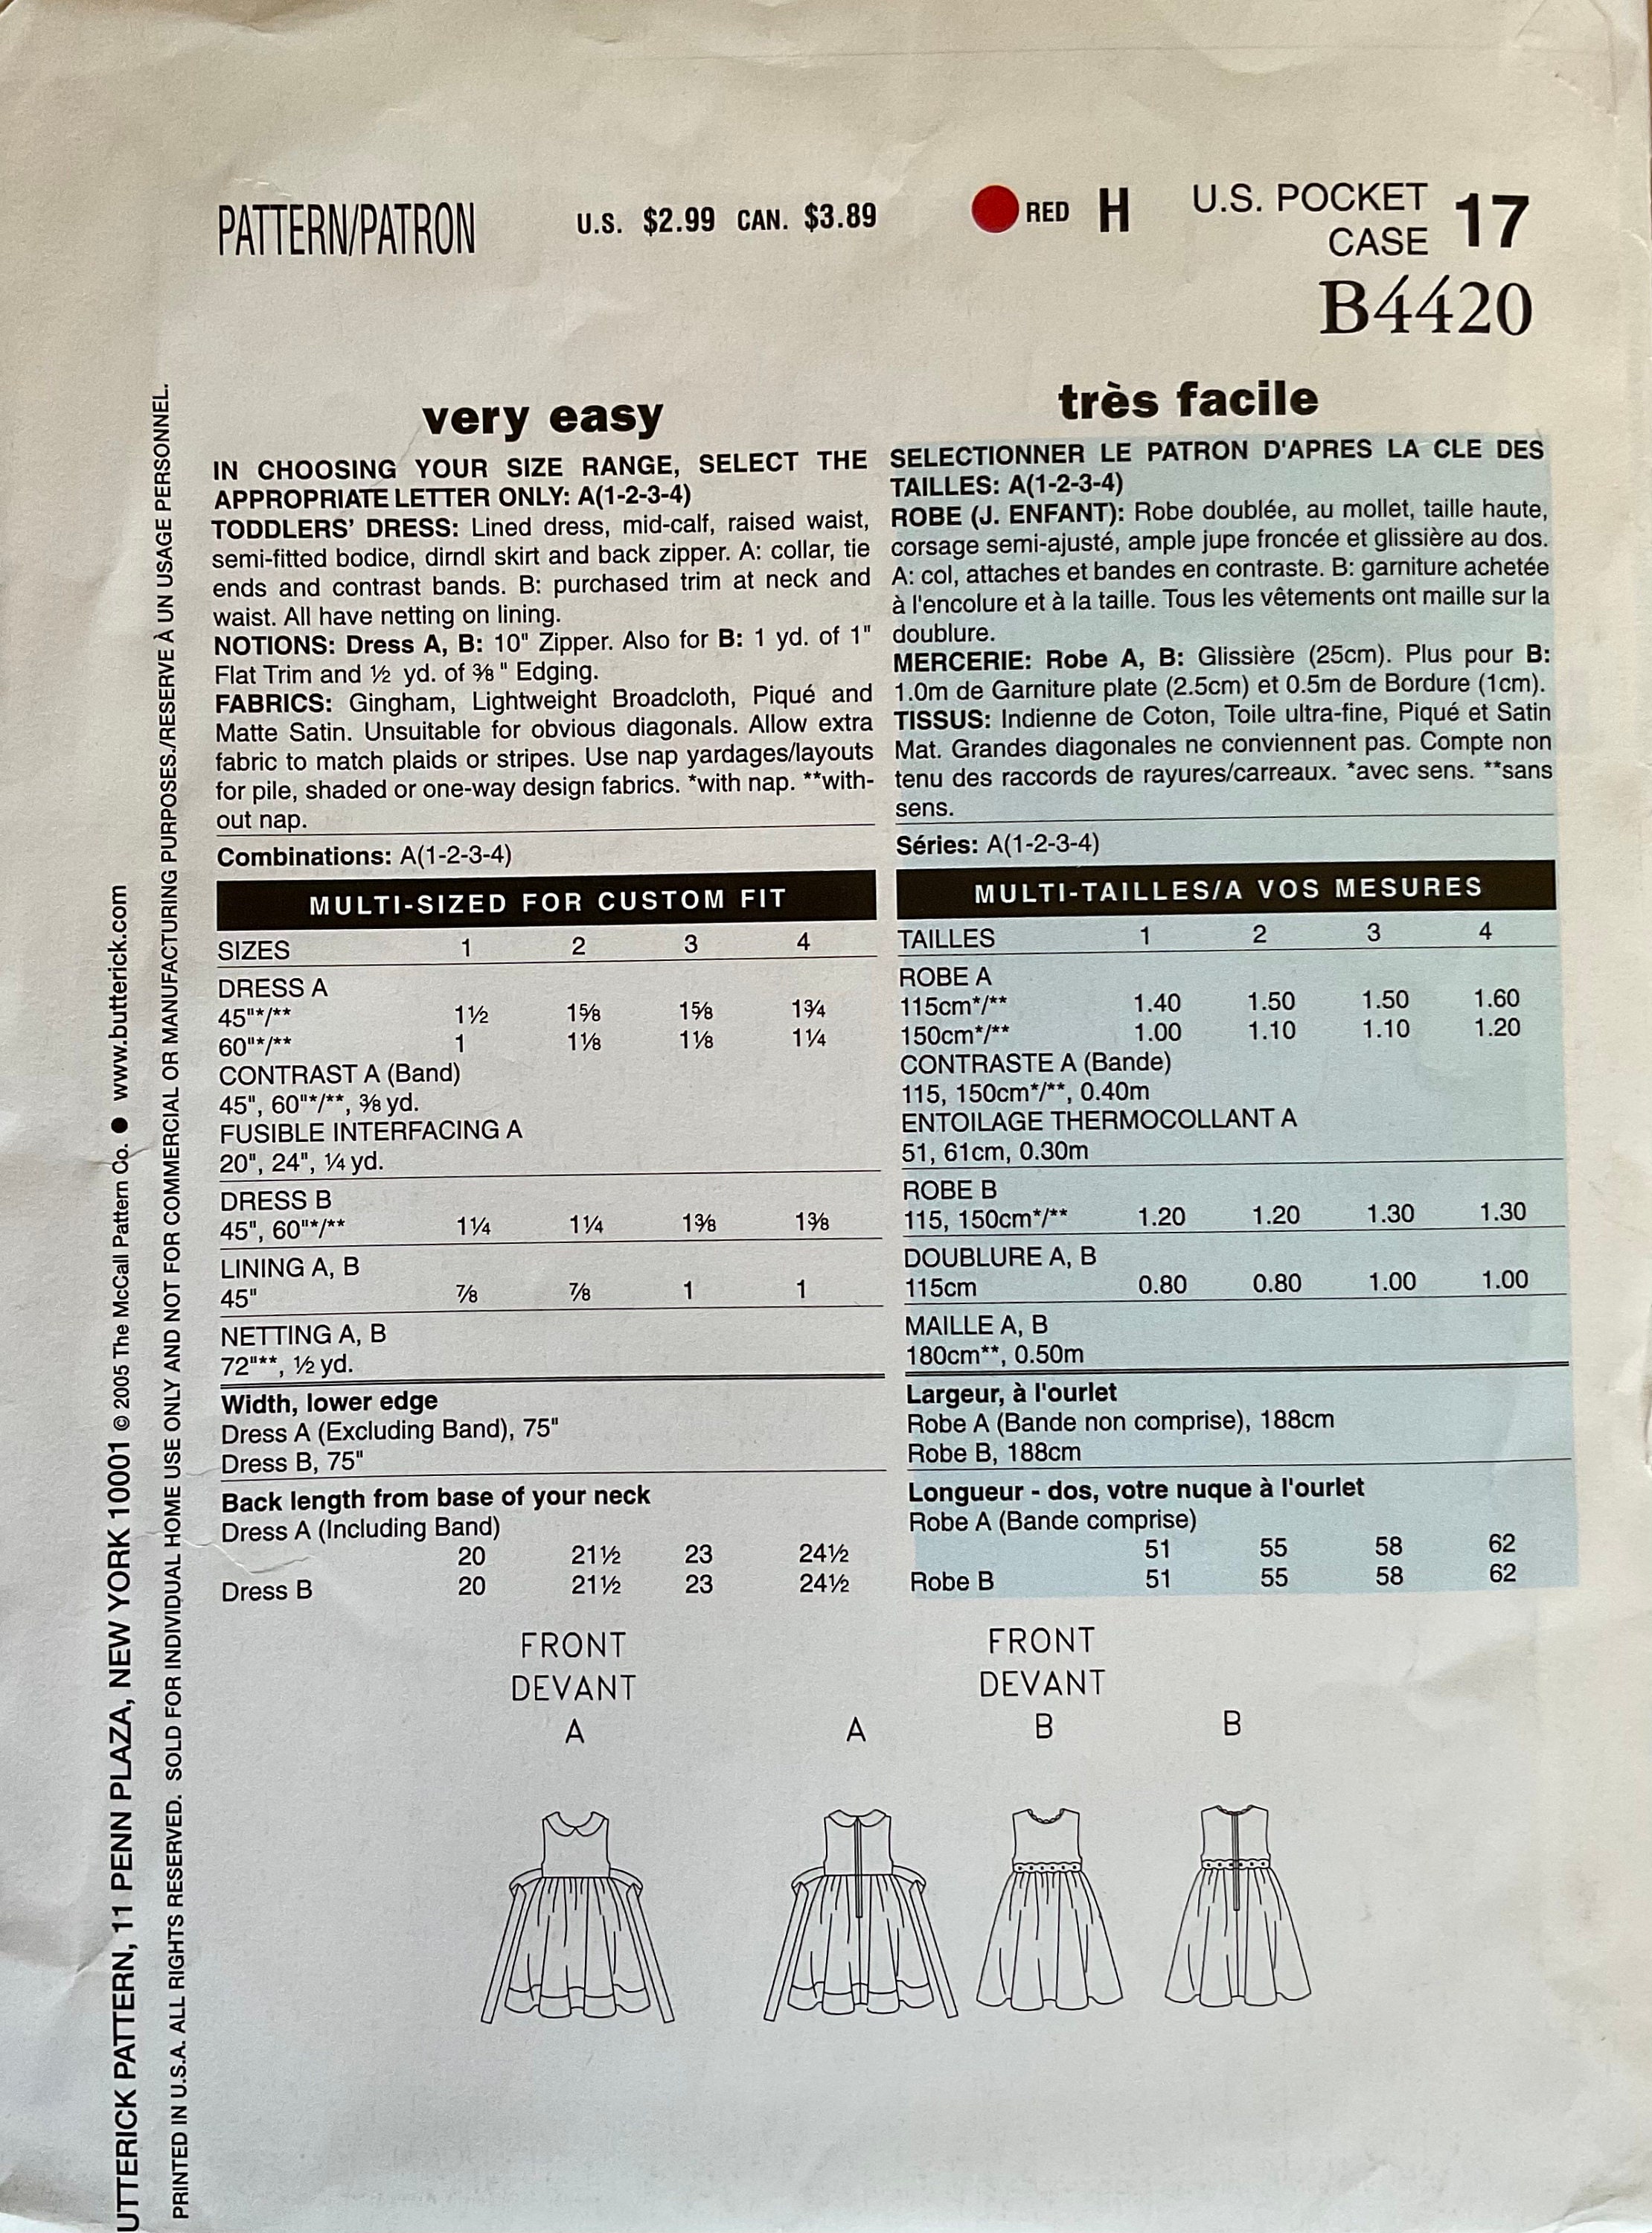 PATTERN/PATRON
U.S. $2.99 CAN. $3.89
RED H
U.S. POCKET
CASE 17
B4420
very easy
IN CHOOSING YOUR SIZE RANGE, SELECT THE
APPROPRIATE LETTER ONLY: A(1-2-3-4)
TODDLERS' DRESS: Lined dress, mid-calf, raised waist,
semi-fitted bodice, dirndl skirt and back zipper. A: collar, tie
ends and contrast bands. B: purchased trim at neck and
waist. All have netting on lining.
NOTIONS: Dress A, B: 10" Zipper. Also for B: 1 yd. of 1"
Flat Trim and ½ yd. of ⅜" Edging.
FABRICS: Gingham, Lightweight Broadcloth, Piqué and
Matte Satin. Unsuitable for obvious diagonals. Allow extra
fabric to match plaids or stripes. Use nap yardages/layouts
for pile, shaded or one-way design fabrics. *with nap. **with-
out nap.
Combinations: A(1-2-3-4)
MULTI-SIZED FOR CUSTOM FIT
SIZES 1 2 3 4
DRESS A
45"*/** 1½ 1⅝ 1⅝ 1¾
60"*/** 1 1⅛ 1⅛ 1¼
CONTRAST A (Band)
45", 60"*/**, ⅜ yd.
FUSIBLE INTERFACING A
20", 24", ¼ yd.
DRESS B
45", 60"*/** 1¼ 1¼ 1⅜ 1⅜
LINING A, B
45" ⅞ ⅞ 1 1
NETTING A, B
72"**, ½ yd.
Width, lower edge
Dress A (Excluding Band), 75"
Dress B, 75"
Back length from base of your neck
Dress A (Including Band)
20 21½ 23 24½
Dress B 20 21½ 23 24½
très facile
SELECTIONNER LE PATRON D'APRES LA CLE DES
TAILLES: A(1-2-3-4)
ROBE (J. ENFANT): Robe doublée, au mollet, taille haute,
corsage semi-ajusté, ample jupe froncée et glissière au dos.
A: col, attaches et bandes en contraste. B: garniture achetée
à l'encolure et à la taille. Tous les vêtements ont maille sur la
doublure.
MERCERIE: Robe A, B: Glissière (25cm). Plus pour B:
1.0m de Garniture plate (2.5cm) et 0.5m de Bordure (1cm).
TISSUS: Indienne de Coton, Toile ultra-fine, Piqué et Satin
Mat. Grandes diagonales ne conviennent pas. Compte non
tenu des raccords de rayures/carreaux. *avec sens. **sans
sens.
Séries: A(1-2-3-4)
MULTI-TAILLES/A VOS MESURES
TAILLES 1 2 3 4
ROBE A
115cm*/** 1.40 1.50 1.50 1.60
150cm*/** 1.00 1.10 1.10 1.20
CONTRASTE A (Bande)
115, 150cm*/**, 0.40m
ENTOILAGE THERMOCOLLANT A
51, 61cm, 0.30m
ROBE B
115, 150cm*/** 1.20 1.20 1.30 1.30
DOUBLURE A, B
115cm 0.80 0.80 1.00 1.00
MAILLE A, B
180cm**, 0.50m
Largeur, à l'ourlet
Robe A (Bande non comprise), 188cm
Robe B, 188cm
Longueur - dos, votre nuque à l'ourlet
Robe A (Bande comprise)
51 55 58 62
Robe B 51 55 58 62
FRONT
DEVANT
A
A
FRONT
DEVANT
B
B
UTTERICK PATTERN, 11 PENN PLAZA, NEW YORK 10001 © 2005 The McCall Pattern Co. ● www.butterick.com
PRINTED IN U.S.A. ALL RIGHTS RESERVED. SOLD FOR INDIVIDUAL HOME USE ONLY AND NOT FOR COMMERCIAL OR MANUFACTURING PURPOSES./RESERVE À UN USAGE PERSONNEL.